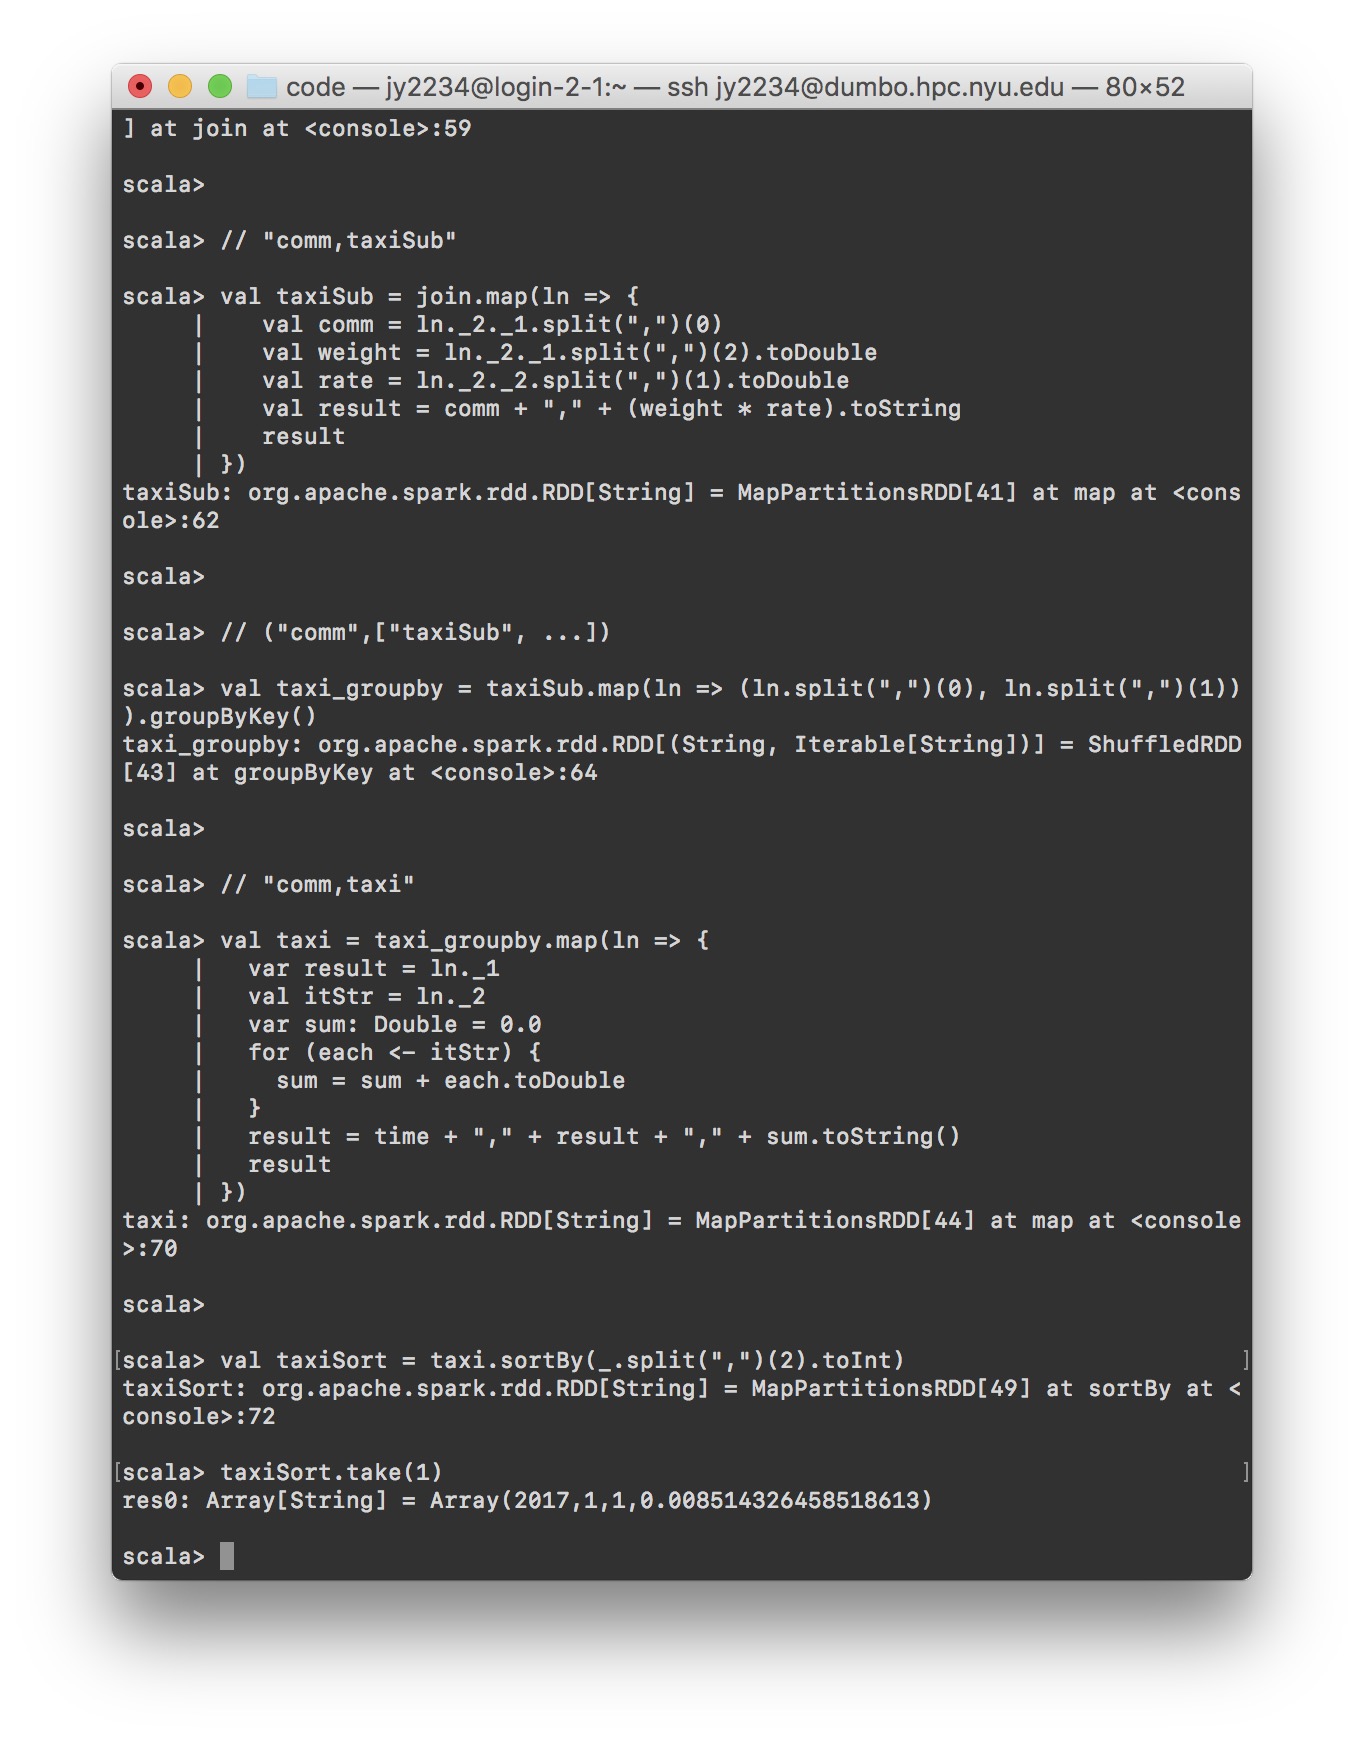 code — jy2234@login-2-1:~ — ssh jy2234@dumbo.hpc.nyu.edu — 80×52
] at join at <console>:59
scala>
scala> // "comm,taxiSub"
scala> val taxiSub = join.map(ln => {
     |    val comm = ln._2._1.split(",")(0)
     |    val weight = ln._2._1.split(",")(2).toDouble
     |    val rate = ln._2._2.split(",")(1).toDouble
     |    val result = comm + "," + (weight * rate).toString
     |    result
     | })
taxiSub: org.apache.spark.rdd.RDD[String] = MapPartitionsRDD[41] at map at <cons
ole>:62
scala>
scala> // ("comm",["taxiSub", ...])
scala> val taxi_groupby = taxiSub.map(ln => (ln.split(",")(0), ln.split(",")(1))
).groupByKey()
taxi_groupby: org.apache.spark.rdd.RDD[(String, Iterable[String])] = ShuffledRDD
[43] at groupByKey at <console>:64
scala>
scala> // "comm,taxi"
scala> val taxi = taxi_groupby.map(ln => {
     |   var result = ln._1
     |   val itStr = ln._2
     |   var sum: Double = 0.0
     |   for (each <- itStr) {
     |     sum = sum + each.toDouble
     |   }
     |   result = time + "," + result + "," + sum.toString()
     |   result
     | })
taxi: org.apache.spark.rdd.RDD[String] = MapPartitionsRDD[44] at map at <console
>:70
scala>
[scala> val taxiSort = taxi.sortBy(_.split(",")(2).toInt) ]
taxiSort: org.apache.spark.rdd.RDD[String] = MapPartitionsRDD[49] at sortBy at <
console>:72
[scala> taxiSort.take(1) ]
res0: Array[String] = Array(2017,1,1,0.008514326458518613)
scala>